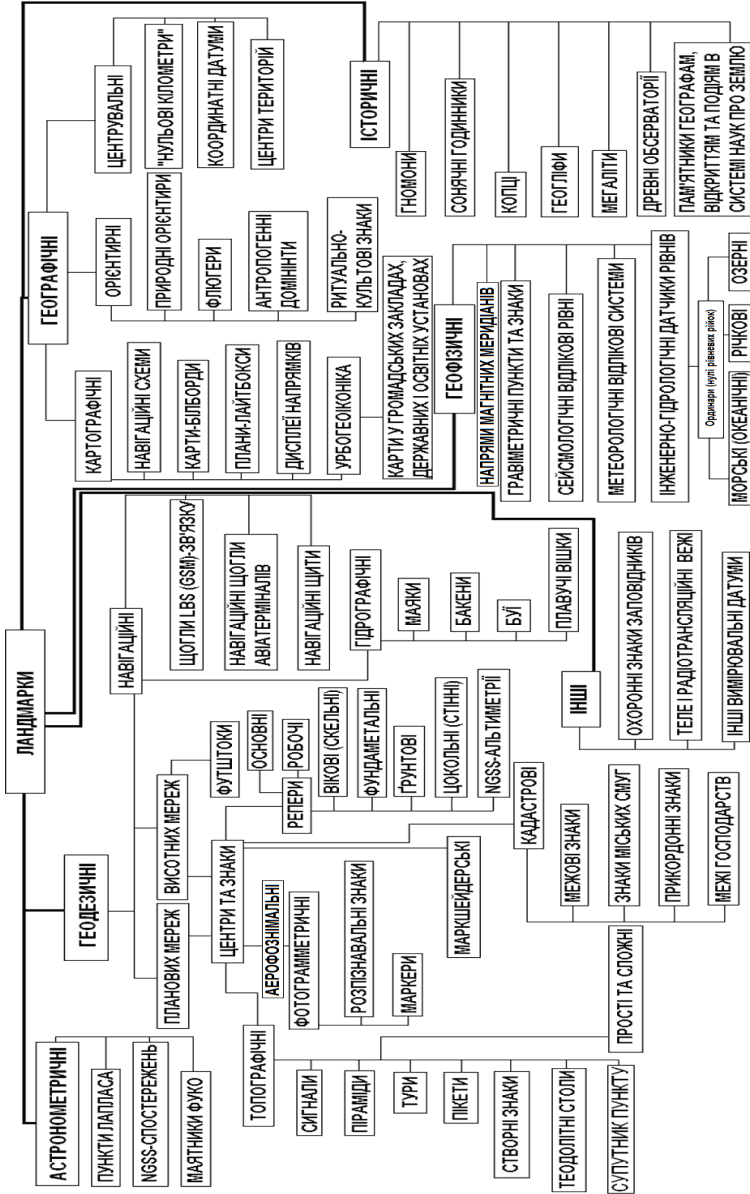 ЛАНДМАРКИ
АСТРОНОМЕТРИЧНІ
ПУНКТИ ЛАПЛАСА
NGSS-СПОСТЕРЕЖЕНЬ
МАЯТНИКИ ФУКО
ГЕОДЕЗИЧНІ
ПЛАНОВИХ МЕРЕЖ
ВИСОТНИХ МЕРЕЖ
ФУТШТОКИ
ЦЕНТРИ ТА ЗНАКИ
РЕПЕРИ
ОСНОВНІ
РОБОЧІ
ВІКОВІ (СКЕЛЬНІ)
ФУНДАМЕТАЛЬНІ
ҐРУНТОВІ
ЦОКОЛЬНІ (СТІННІ)
NGSS-АЛЬТИМЕТРІЇ
ТОПОГРАФІЧНІ
СИГНАЛИ
ПІРАМІДИ
ТУРИ
ПІКЕТИ
СТВОРНІ ЗНАКИ
ТЕОДОЛІТНІ СТОЛИ
СУПУТНИК ПУНКТУ
ПРОСТІ ТА СЛОЖНІ
АЕРОФОЗНІМАЛЬНІ
ФОТОГРАММЕТРИЧНІ
РОЗПІЗНАВАЛЬНІ ЗНАКИ
МАРКЕРИ
МАРКШЕЙДЕРСЬКІ
КАДАСТРОВІ
МЕЖОВІ ЗНАКИ
ЗНАКИ МІСЬКИХ СМУГ
ПРИКОРДОННІ ЗНАКИ
МЕЖІ ГОСПОДАРСТВ
НАВІГАЦІЙНІ
ЩОГЛИ LBS (GSM)-ЗВ'ЯЗКУ
НАВІГАЦІЙНІ ЩОГЛИ
АВІАТЕРМІНАЛІВ
НАВІГАЦІЙНІ ЩИТИ
ГІДРОГРАФІЧНІ
МАЯКИ
БАКЕНИ
БУЇ
ПЛАВУЧІ ВІШКИ
ІНШІ
ОХОРОННІ ЗНАКИ ЗАПОВІДНИКІВ
ТЕЛЕ І РАДІОТРАНСЛЯЦІЙНІ ВЕЖІ
ІНШІ ВИМІРЮВАЛЬНІ ДАТУМИ
ГЕОГРАФІЧНІ
КАРТОГРАФІЧНІ
НАВІГАЦІЙНІ СХЕМИ
КАРТИ-БІЛБОРДИ
ПЛАНИ-ЛАЙТБОКСИ
ДИСПЛЕЇ НАПРЯМКІВ
УРБОГЕОІКОНІКА
КАРТИ У ГРОМАДСЬКИХ ЗАКЛАДАХ,
ДЕРЖАВНИХ І ОСВІТНІХ УСТАНОВАХ
ОРІЄНТИРНІ
ПРИРОДНІ ОРІЄНТИРИ
ФЛЮГЕРИ
АНТРОПОГЕННІ
ДОМІНІНТИ
РИТУАЛЬНО-
КУЛЬТОВІ ЗНАКИ
ЦЕНТРУВАЛЬНІ
"НУЛЬОВІ КІЛОМЕТРИ"
КООРДИНАТНІ ДАТУМИ
ЦЕНТРИ ТЕРИТОРІЙ
ГЕОФІЗИЧНІ
НАПРЯМИ МАГНІТНИХ МЕРИДІАНІВ
ГРАВІМЕТРИЧНІ ПУНКТИ ТА ЗНАКИ
СЕЙСМОЛОГІЧНІ ВІДЛІКОВІ РІВНІ
МЕТЕОРОЛОГІЧНІ ВІДЛІКОВІ СИСТЕМИ
ІНЖЕНЕРНО-ГІДРОЛОГІЧНІ ДАТЧИКИ РІВНІВ
Ординари (нулі рівневих рійок)
МОРСЬКІ (ОКЕАНІЧНІ)
РІЧКОВІ
ОЗЕРНІ
ІСТОРИЧНІ
ГНОМОНИ
СОНЯЧНІ ГОДИННИКИ
КОПЦІ
ГЕОГЛІФИ
МЕГАЛІТИ
ДРЕВНІ ОБСЕРВАТОРІЇ
ПАМ'ЯТНИКИ ГЕОГРАФАМ,
ВІДКРИТТЯМ ТА ПОДІЯМ В
СИСТЕМІ НАУК ПРО ЗЕМЛЮ